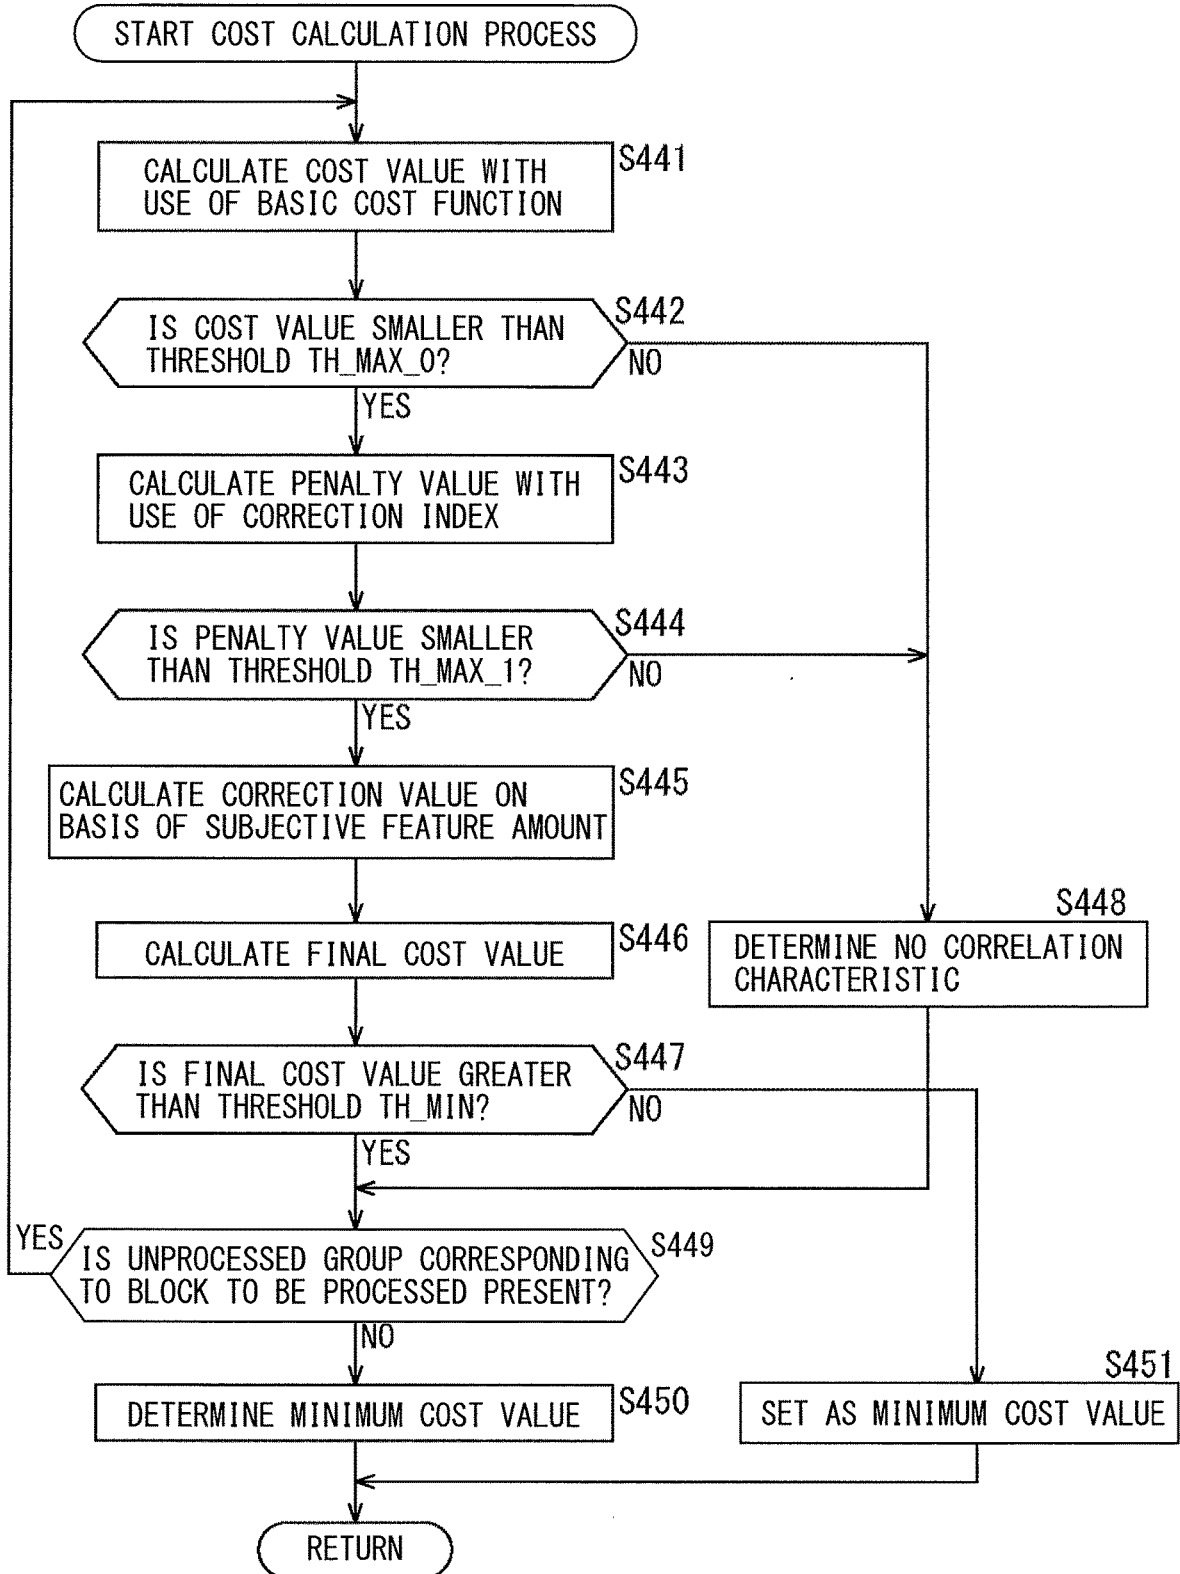 START COST CALCULATION PROCESS
S441
CALCULATE COST VALUE WITH
USE OF BASIC COST FUNCTION
S442
IS COST VALUE SMALLER THAN
THRESHOLD TH_MAX_0?
NO
YES
S443
CALCULATE PENALTY VALUE WITH
USE OF CORRECTION INDEX
S444
IS PENALTY VALUE SMALLER
THAN THRESHOLD TH_MAX_1?
NO
YES
S445
CALCULATE CORRECTION VALUE ON
BASIS OF SUBJECTIVE FEATURE AMOUNT
S446
CALCULATE FINAL COST VALUE
S448
DETERMINE NO CORRELATION
CHARACTERISTIC
S447
IS FINAL COST VALUE GREATER
THAN THRESHOLD TH_MIN?
NO
YES
YES
S449
IS UNPROCESSED GROUP CORRESPONDING
TO BLOCK TO BE PROCESSED PRESENT?
NO
S450
DETERMINE MINIMUM COST VALUE
S451
SET AS MINIMUM COST VALUE
RETURN